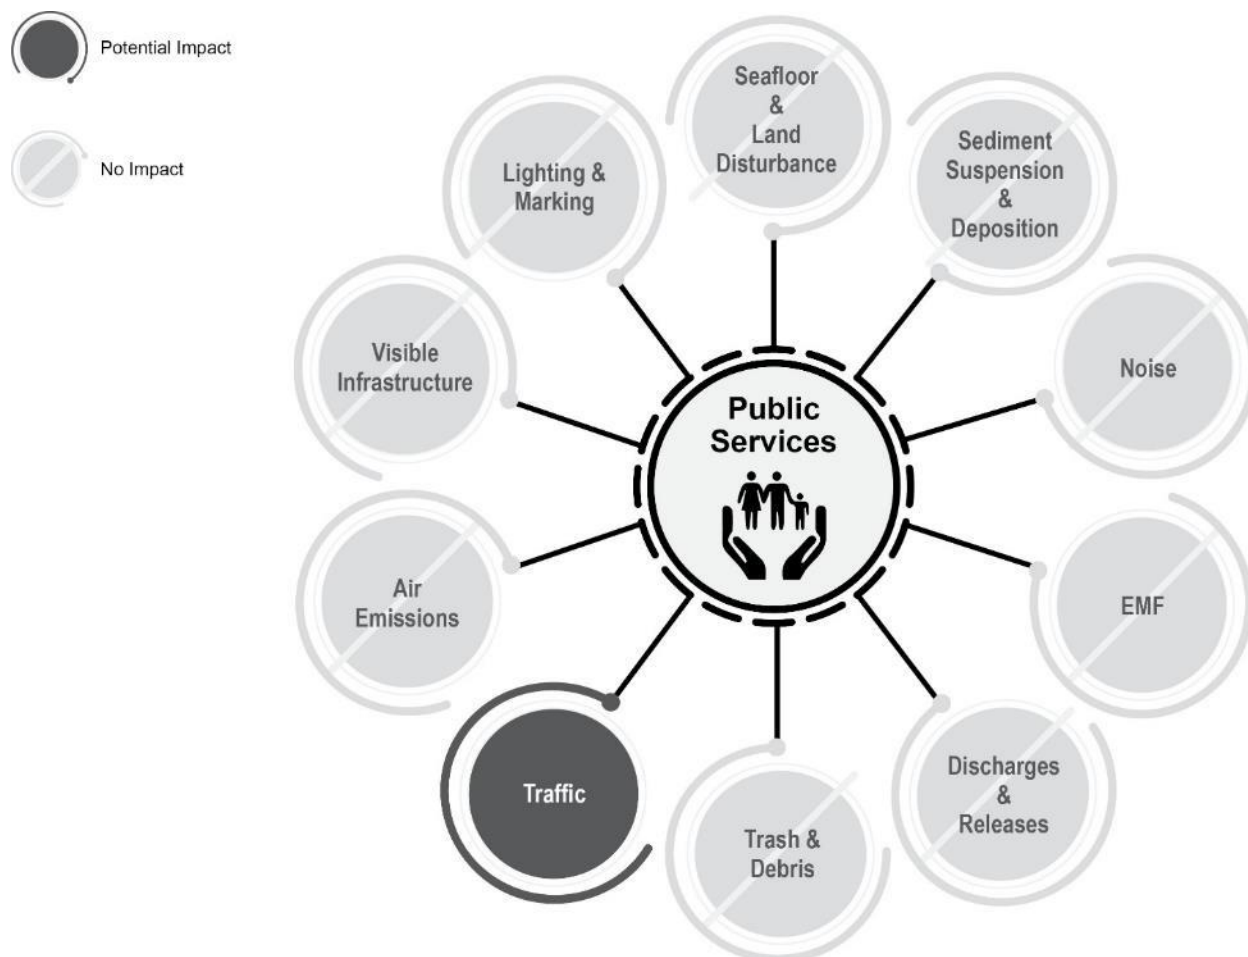 Potential Impact
No Impact
Seafloor
&
Land
Disturbance
Sediment
Suspension
&
Deposition
Lighting &
Marking
Noise
Visible
Infrastructure
Public
Services
EMF
Air
Emissions
Discharges
&
Releases
Traffic
Trash &
Debris